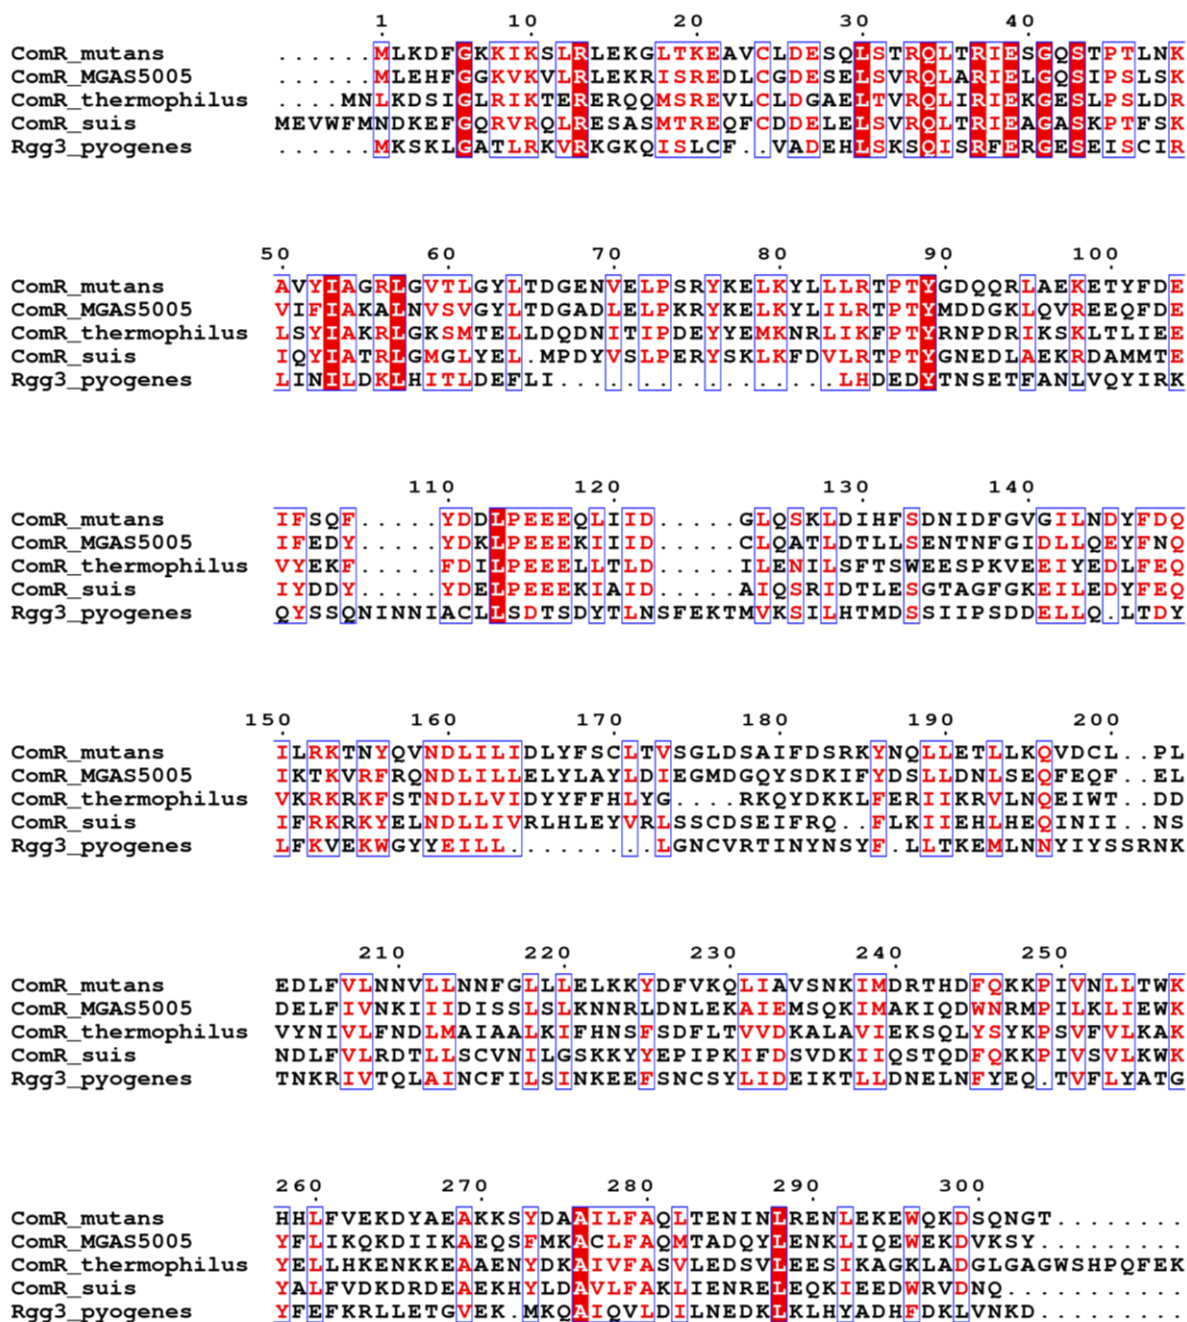 1 10 20 30 40
ComR_mutans ......MLKDFGKKIKSLRLEKGLTKEAVCLDESQLSTRQLTRIESGQSTPTLNK
ComR_MGAS5005 ......MLEHFGGKVKVLRLEKRISREDLCGDESELSVRQLARIELGQSIPSLSK
ComR_thermophilus ....MNLKDSIGLRIKTERERQQMSREVLCLDGAELTVRQLIRIEKGESLPSLDR
ComR_suis MEVWFMNDKEFGQRVRQLRESASMTREQFCDDELELSVRQLTRIEAGASKPTFSK
Rgg3_pyogenes ......MKSKLGATLRKVRKGKQISLCF..VADEHLSKSQISRFERGESEISCIR
50 60 70 80 90 100
ComR_mutans AVYIAGRLGVTLGYLTDGENVELPSRYKELKYLLLRTPTYGDQQRLAEKETYFDE
ComR_MGAS5005 VIFIAKALNVSVGYLTDGADLELPKRYKELKYLILRTPTYMDDGKLQVREEQFDE
ComR_thermophilus LSYIAKRLGKSMTELLDQDNITIPDEYYEMKNRLIKFPTYRNPDRIKSKLTLIEE
ComR_suis IQYIATRLGMGLYEL.MPDYVSLPERYSKLKFDVLRTPTYGNEDLAEKRDAMMTE
Rgg3_pyogenes LINILDKLHITLDEFLI.................LHDEDYTNSETFANLVQYIRK
110 120 130 140
ComR_mutans IFSQF.....YDDLPEEEQLIID.....GLQSKLDIHFSDNIDFGVGILNDYFDQ
ComR_MGAS5005 IFEDY.....YDKLPEEEKIIID.....CLQATLDTLLSENTNFGIDLLQEYFNQ
ComR_thermophilus VYEKF.....FDILPEEELLTLD.....ILENILSFTSWEESPKVEEIYEDLFEQ
ComR_suis IYDDY.....YDELPEEEKIAID.....AIQSRIDTLESGTAGFGKEILEDYFEQ
Rgg3_pyogenes QYSSQNINNIACLLLSDTSDYTLNSFEKTMVKSILHTMDSSIIPSDDELLQ.LTDY
150 160 170 180 190 200
ComR_mutans ILRKTNYQVNDLILIDLYFSCLTVSGLDSAIFDSRKYNQLLETLLKQVDCL..PL
ComR_MGAS5005 IKTKVRFRQNDLILLELYLAYLDIEGMDGQYSDKIFYDSLLDNLSEQFEQF..EL
ComR_thermophilus VKRKRKFSTNDLLVIDYYFFHLYG....RKQYDKKLFERIIKRVLNQEIWT..DD
ComR_suis IFRKRKYELNDLLIVRLHLEYVRLSSCDSEIFRQ..FLKIIEHLHEQINII..NS
Rgg3_pyogenes LFKVEKWGYYEILL........LGNCVRTINYNSYF.LLTKEMLNNYIYSSRNK
210 220 230 240 250
ComR_mutans EDLFVLNNVLLNNFGLLLELKKYDFVKQLIAVSNKIMDRTHDFQKKPIVNLLTWK
ComR_MGAS5005 DELFIVNKIIIDISSLSLKNNRLDNLEKAIEMSQKIMAKIQDWNRMPILKLIEWK
ComR_thermophilus VYNIVLFNDLMAIAALKIFHNSFSDFLTVVDKALAVIEKSQLYSYKPSVFVLKAK
ComR_suis NDLFVLRDTLLSCVNILGSKKYYEPIPKIFDSVDKIIQSTQDFQKKPIVSVLKWK
Rgg3_pyogenes TNKRIVTQLAINCFILSINKEEFSNCSYLIDEIKTLLDNELNFYEQ.TVFLYATG
260 270 280 290 300
ComR_mutans HHLFVEKDYAEAKKSYDAAILFAQLTENINLRENLEKEWQKDSQNGT........
ComR_MGAS5005 YFLIKQKDIIKAEQSFMKACLFAQMTADQYLENKLIQEWEKDVKSY.........
ComR_thermophilus YELLHKENKKEAAENYDKAIVFASVLEDSVLEESIKAGKLADGLGAGWSHPQFEK
ComR_suis YALFVDKDRDEAEKHYLDAVLFAKLIENRELEQKIEEDWRVDNQ...........
Rgg3_pyogenes YFEFKRLLETGVEK.MKQAIQVLDILNEDKLKLHYADHFDKLVNKD.........